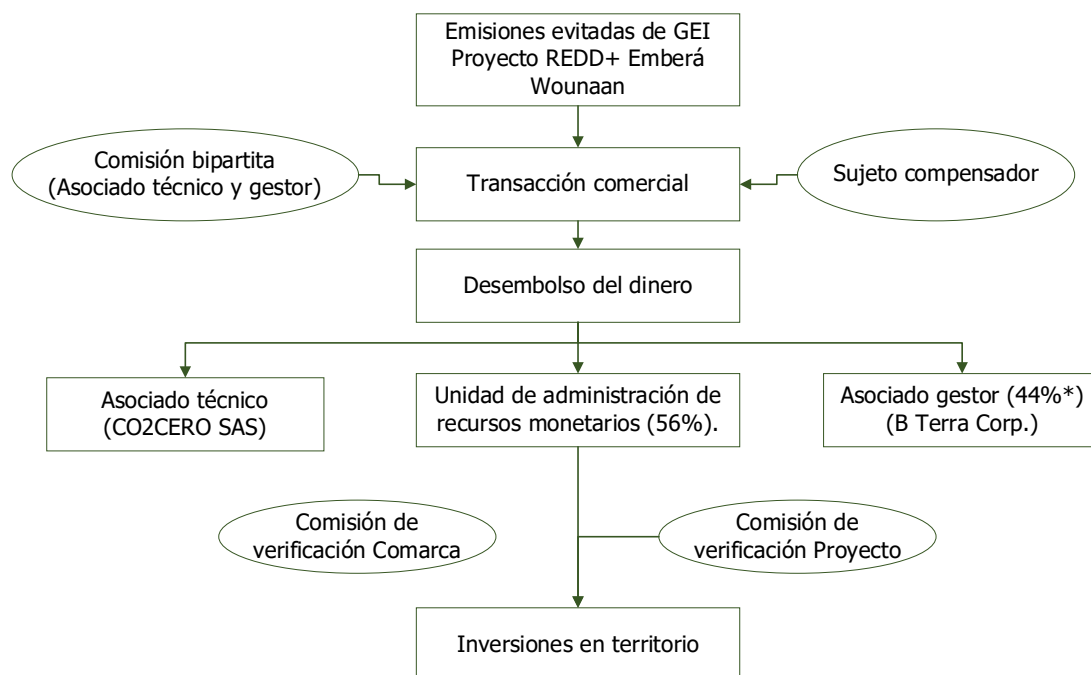 Emisiones evitadas de GEI
Proyecto REDD+ Emberá
Wounaan
Comisión bipartita
(Asociado técnico y gestor)
Transacción comercial
Sujeto compensador
Desembolso del dinero
Asociado técnico
(CO2CERO SAS)
Unidad de administración de
recursos monetarios (56%).
Asociado gestor (44%*)
(B Terra Corp.)
Comisión de
verificación Comarca
Comisión de
verificación Proyecto
Inversiones en territorio